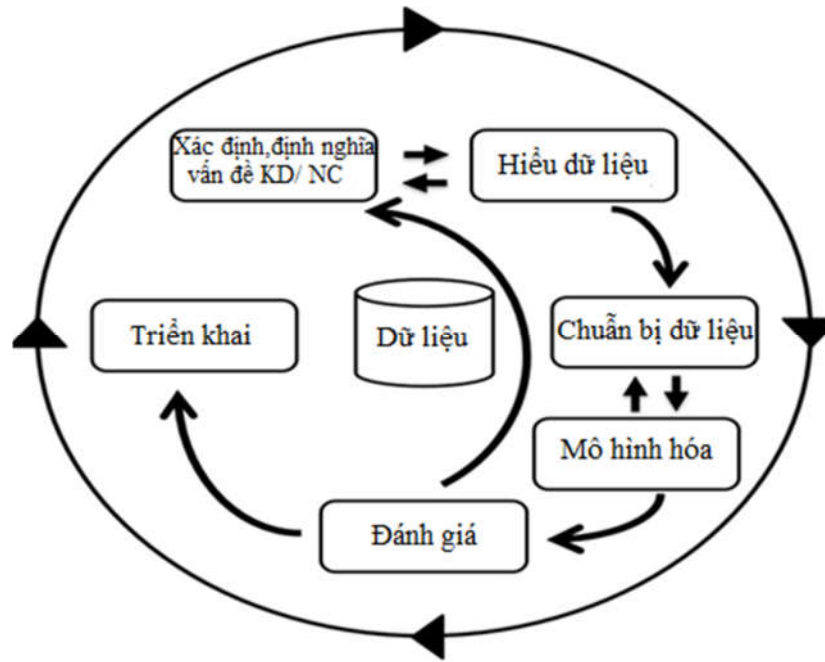 Xác định,định nghĩa
vấn đề KD/ NC
Hiểu dữ liệu
Triển khai
Dữ liệu
Chuẫn bị dữ liệu
Mô hình hóa
Đánh giá